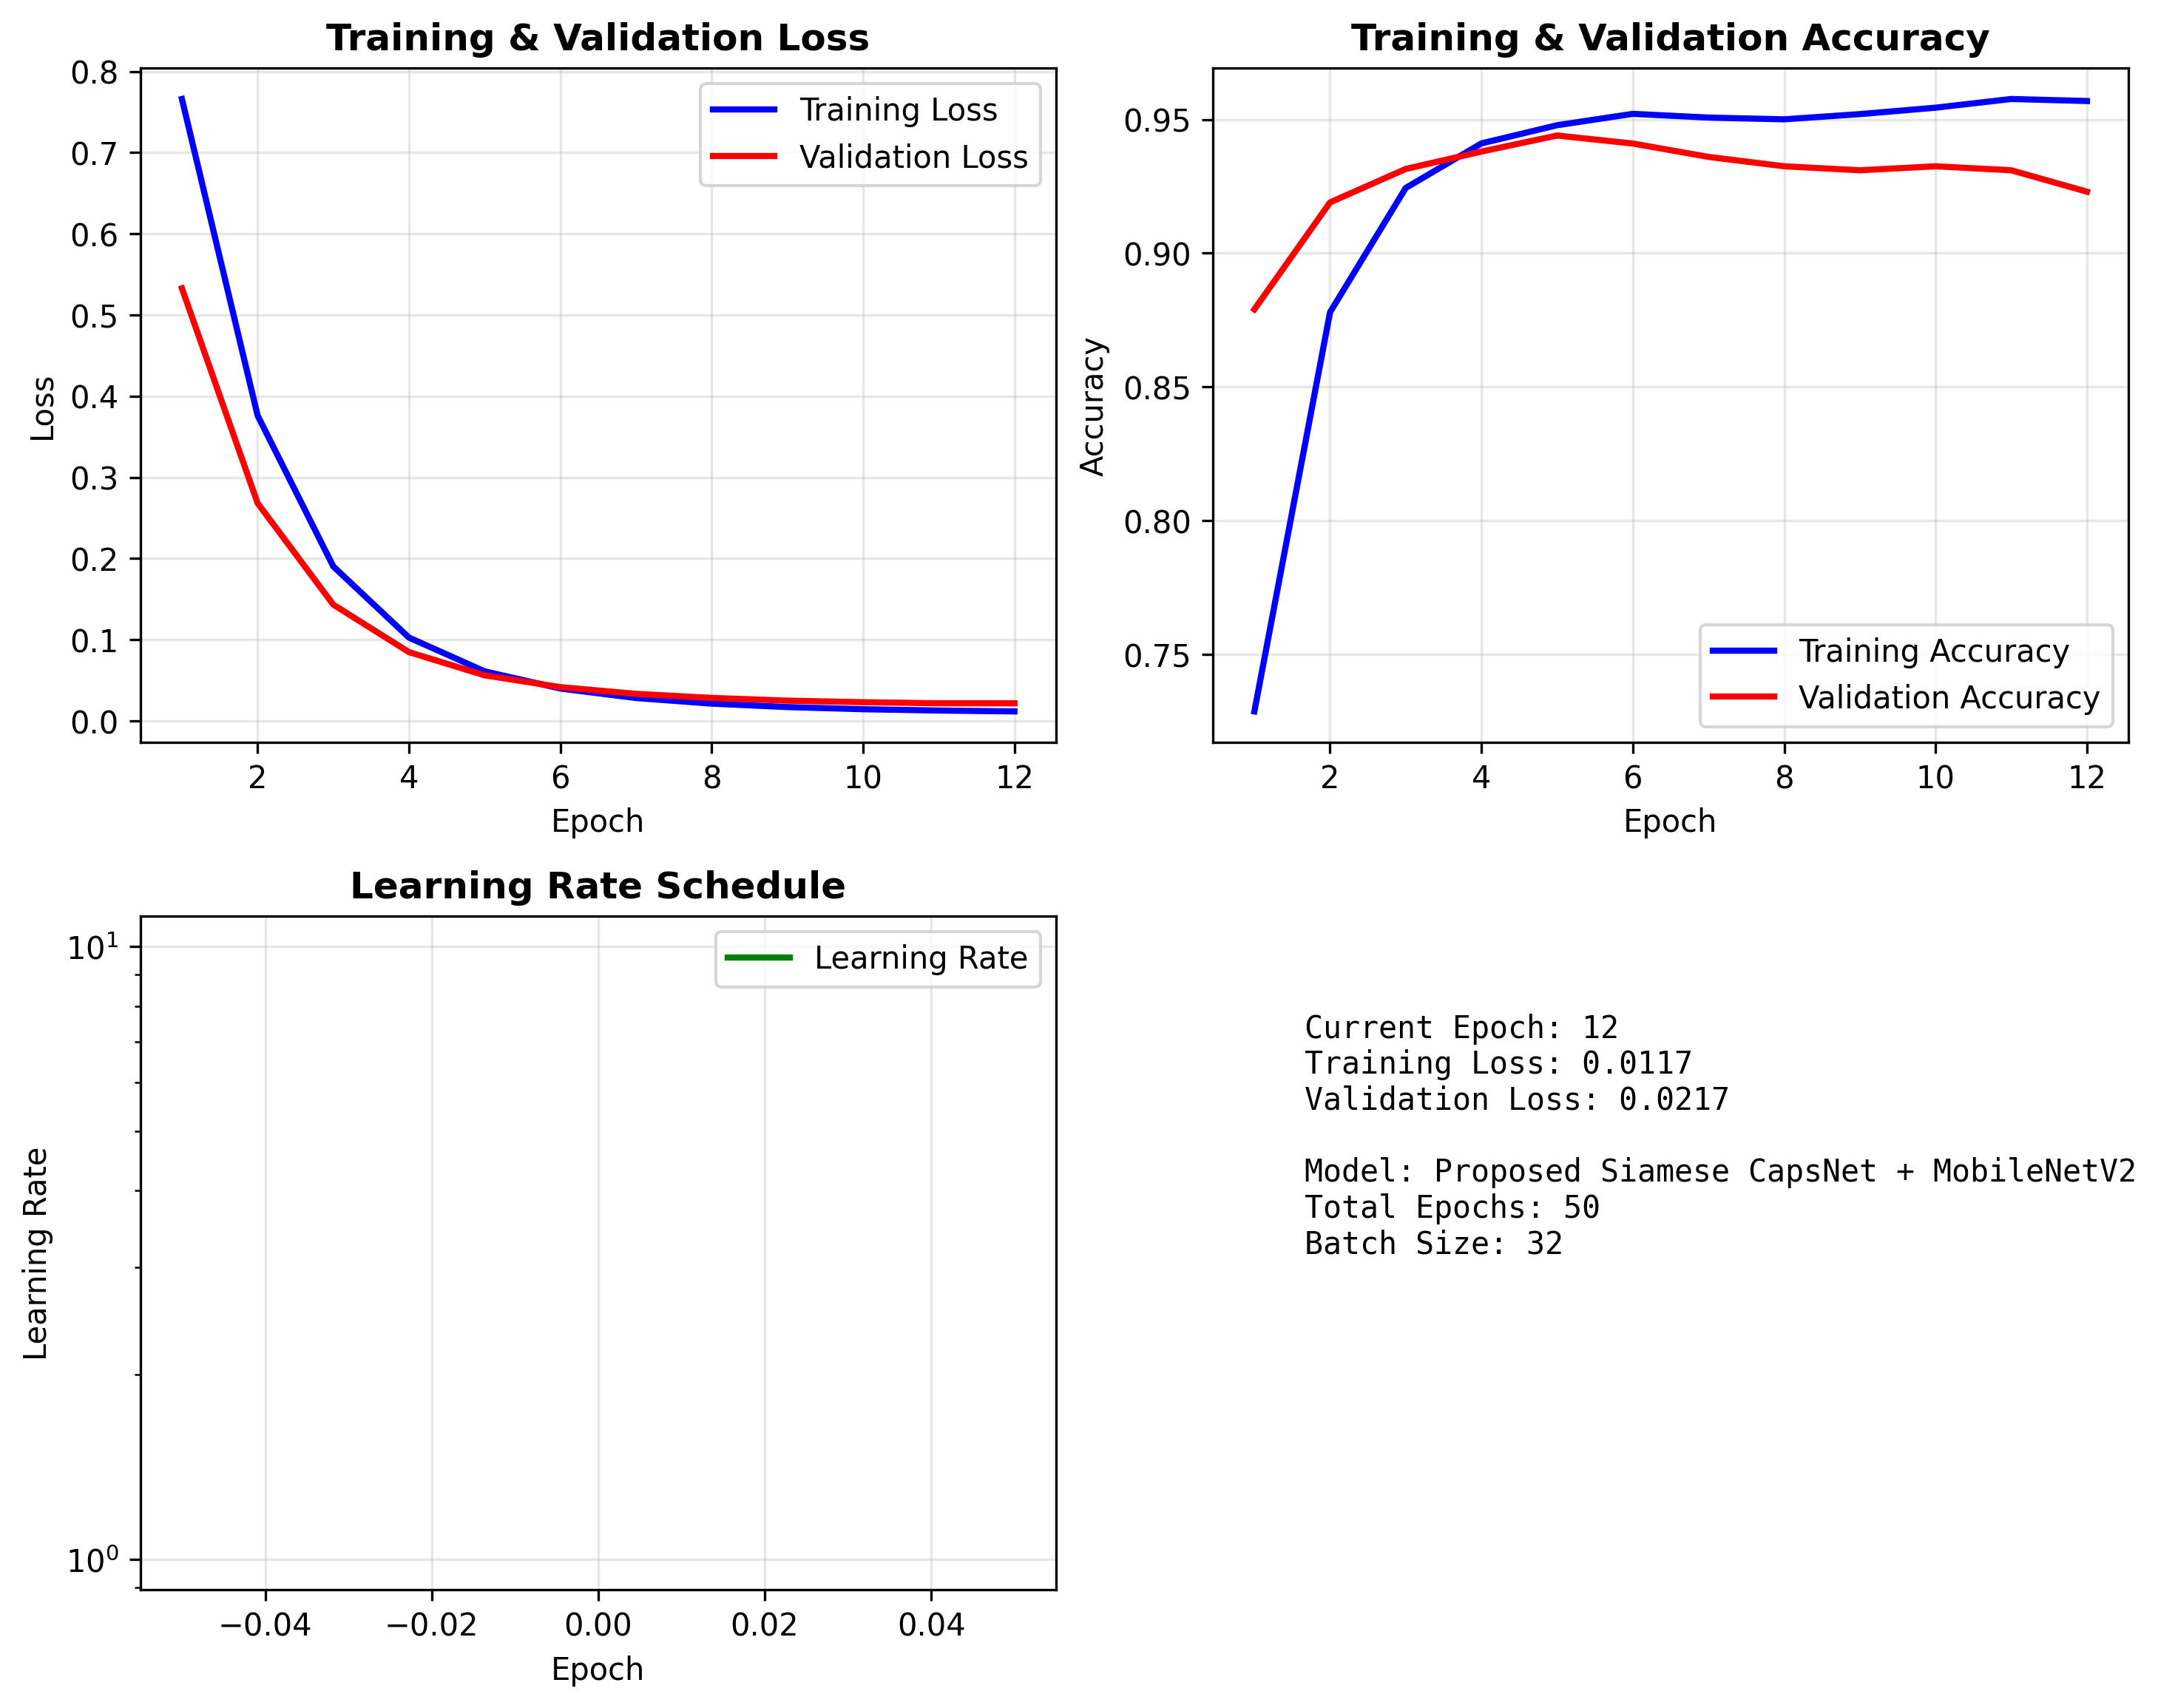 Training & Validation Loss
0.8
0.7
0.6
0.5
0.4
0.3
0.2
0.1
0.0
Loss
Training Loss
Validation Loss
2 4 6 8 10 12
Epoch
Training & Validation Accuracy
0.95
0.90
0.85
0.80
0.75
Accuracy
Training Accuracy
Validation Accuracy
2 4 6 8 10 12
Epoch
Learning Rate Schedule
10¹
10⁰
Learning Rate
Learning Rate
−0.04 −0.02 0.00 0.02 0.04
Epoch
Current Epoch: 12
Training Loss: 0.0117
Validation Loss: 0.0217
Model: Proposed Siamese CapsNet + MobileNetV2
Total Epochs: 50
Batch Size: 32